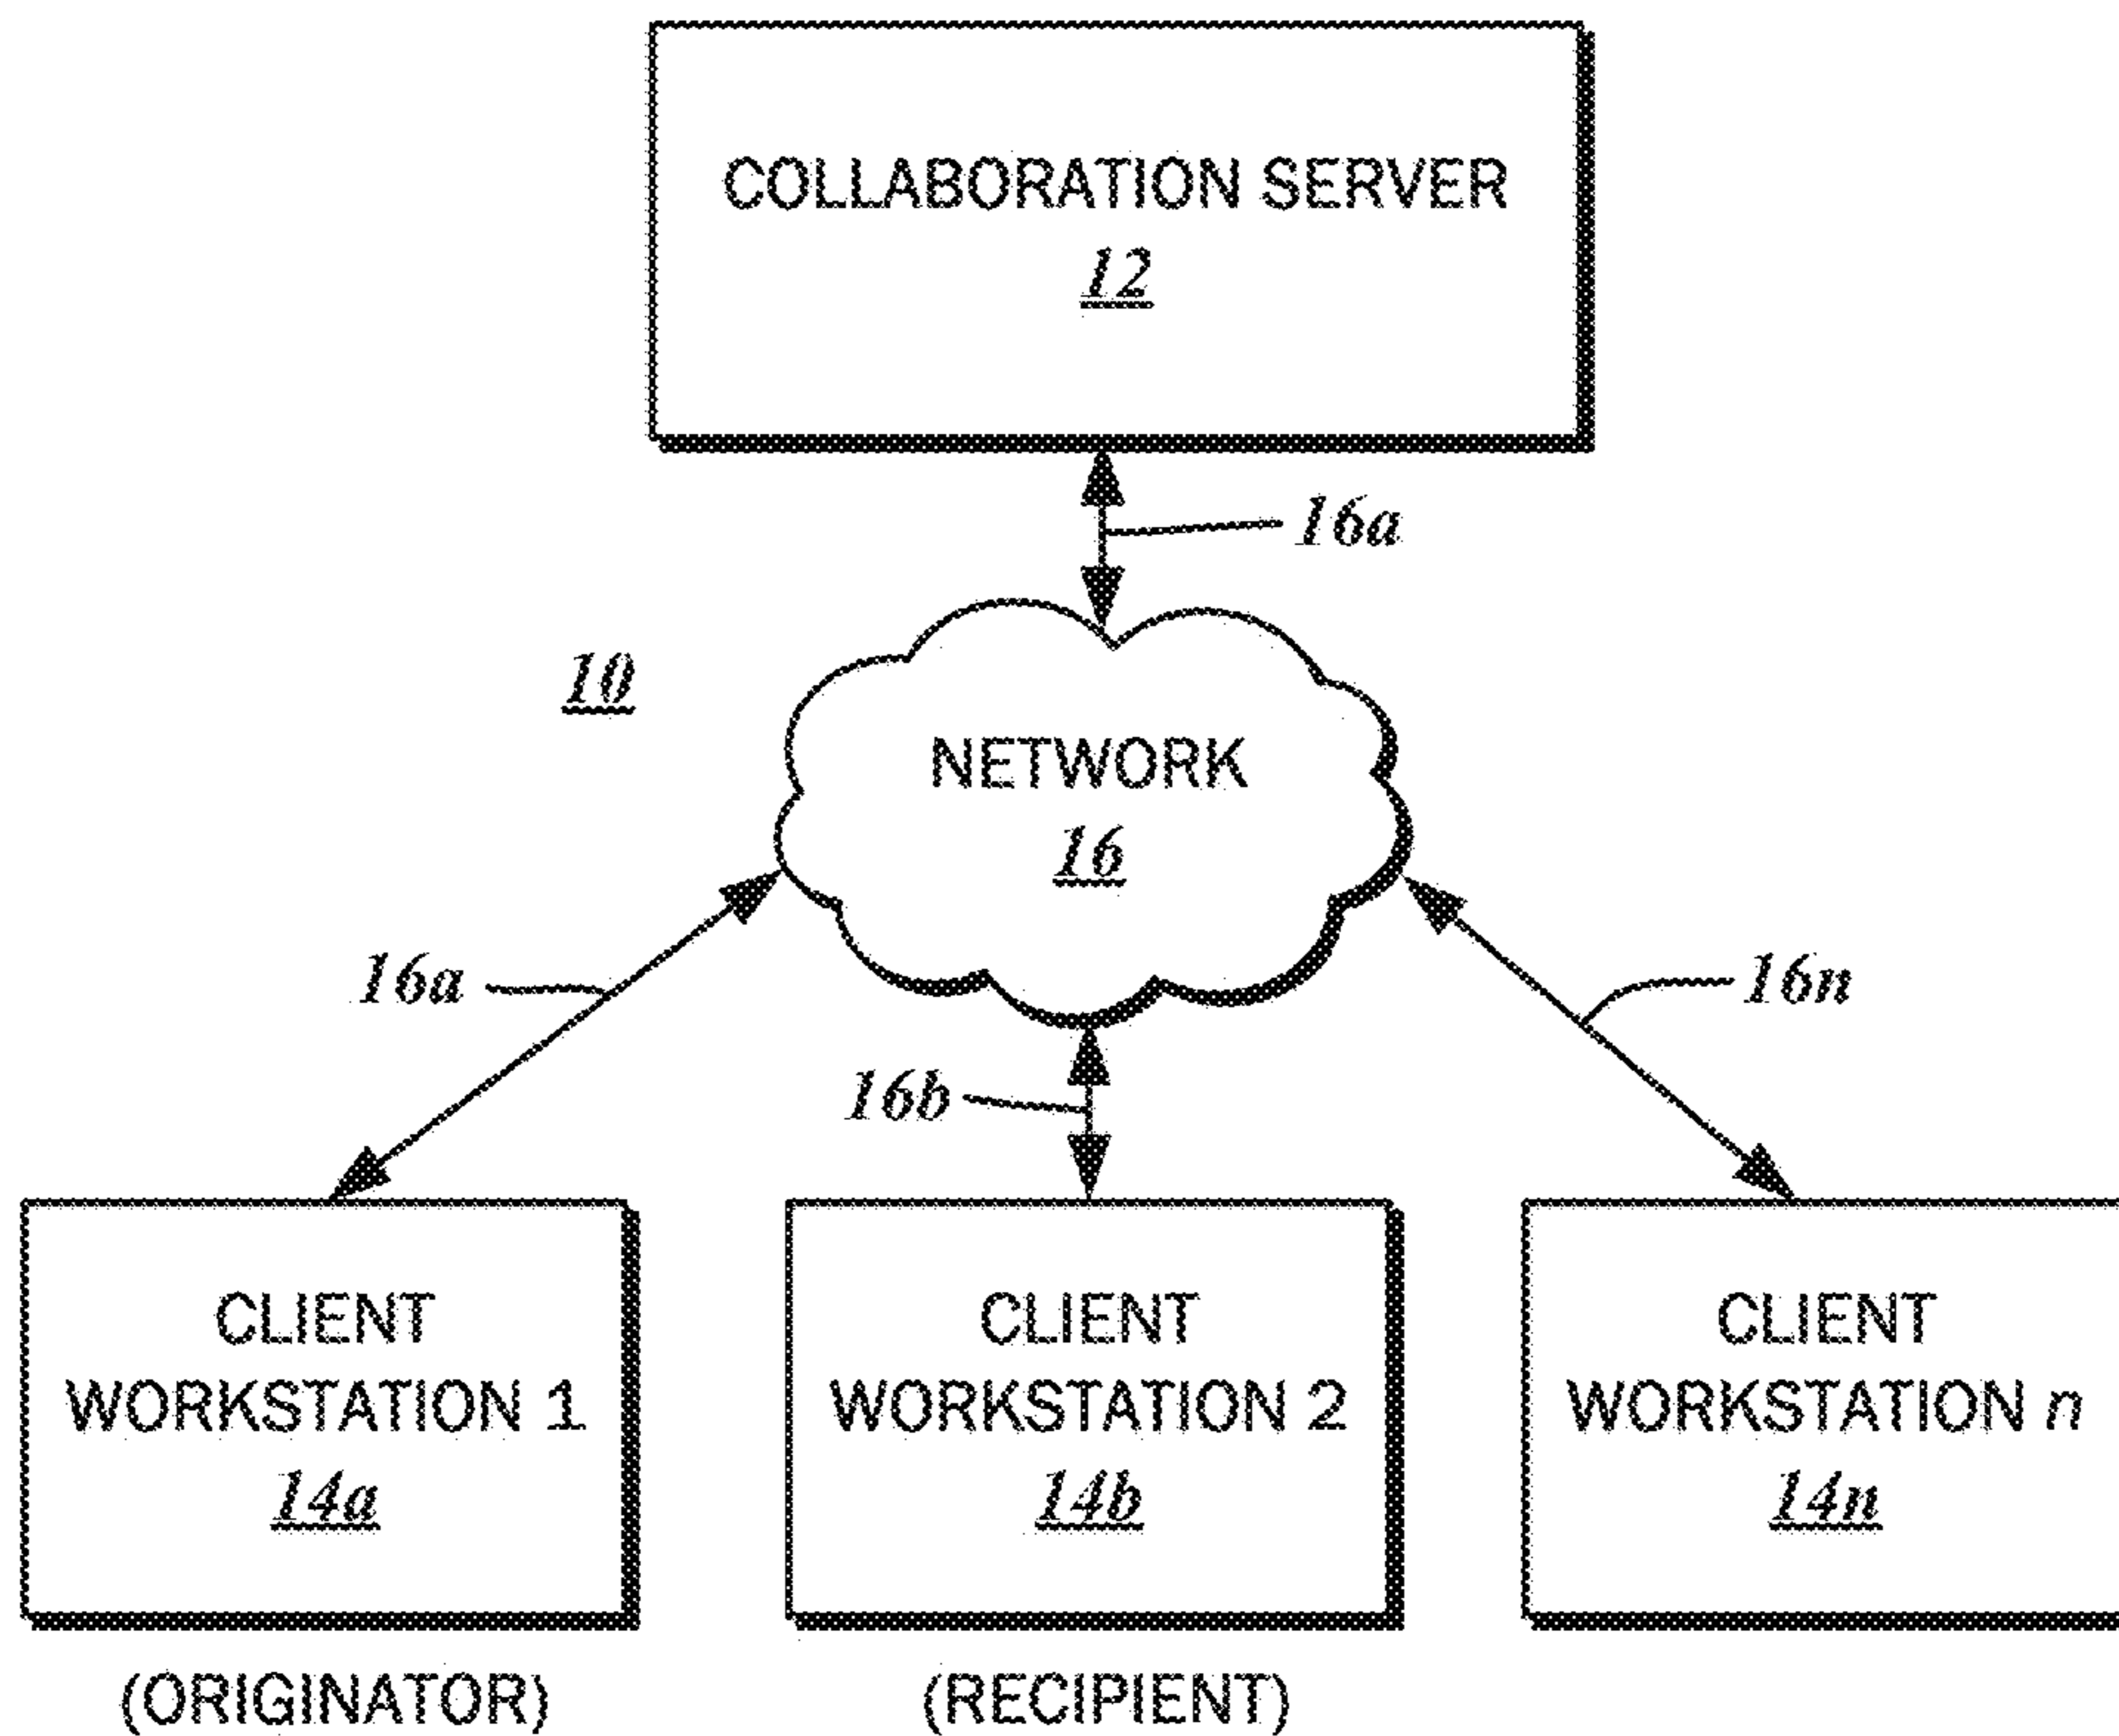 COLLABORATION SERVER
12
16a
10
NETWORK
16
16a
16n
16b
CLIENT
WORKSTATION 1
14a
CLIENT
WORKSTATION 2
14b
CLIENT
WORKSTATION n
14n
(ORIGINATOR)
(RECIPIENT)